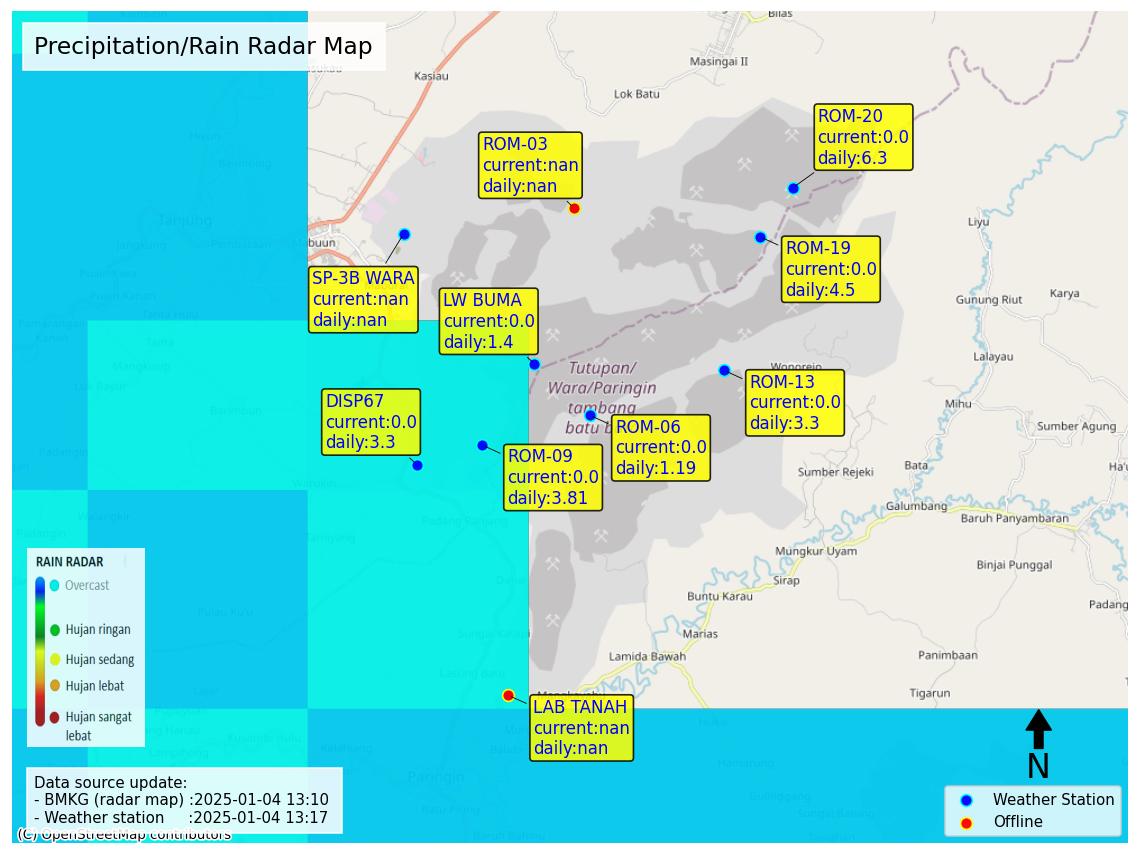 Precipitation/Rain Radar Map
Bilas
Masingai II
Kasiau
Lok Batu
ROM-20
current:0.0
daily:6.3
ROM-03
current:nan
daily:nan
Tanjung
Mabuun
Liyu
ROM-19
current:0.0
daily:4.5
SP-3B WARA
current:nan
daily:nan
LW BUMA
current:0.0
daily:1.4
Gunung Riut
Karya
Lalayau
Tutupan/
Wara/Paringin
tambang
batu b
Wonorejo
ROM-13
current:0.0
daily:3.3
DISP67
current:0.0
daily:3.3
Mihu
ROM-06
current:0.0
daily:1.19
Sumber Agung
ROM-09
current:0.0
daily:3.81
Sumber Rejeki
Bata
Ha'u
Galumbang
Baruh Panyambaran
Padang Panjang
Mungkur Uyam
Binjai Punggal
Sirap
Buntu Karau
Padang
Marias
Lamida Bawah
Panimbaan
Tigarun
RAIN RADAR
Overcast
Hujan ringan
Hujan sedang
Hujan lebat
Hujan sangat
lebat
LAB TANAH
current:nan
daily:nan
Paringin
N
Data source update:
- BMKG (radar map) :2025-01-04 13:10
- Weather station :2025-01-04 13:17
(C) OpenStreetMap contributors
Weather Station
Offline